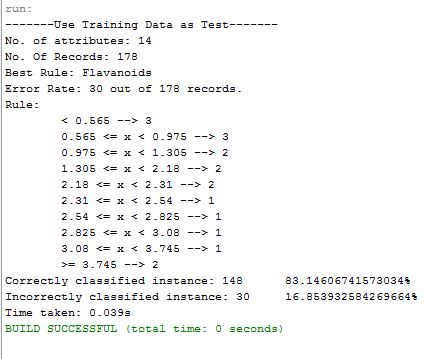 run:
-------Use Training Data as Test-------
No. of attributes: 14
No. Of Records: 178
Best Rule: Flavanoids
Error Rate: 30 out of 178 records.
Rule:
< 0.565 --> 3
0.565 <= x < 0.975 --> 3
0.975 <= x < 1.305 --> 2
1.305 <= x < 2.18 --> 2
2.18 <= x < 2.31 --> 2
2.31 <= x < 2.54 --> 1
2.54 <= x < 2.825 --> 1
2.825 <= x < 3.08 --> 1
3.08 <= x < 3.745 --> 1
>= 3.745 --> 2
Correctly classified instance: 148 83.14606741573034%
Incorrectly classified instance: 30 16.853932584269664%
Time taken: 0.039s
BUILD SUCCESSFUL (total time: 0 seconds)